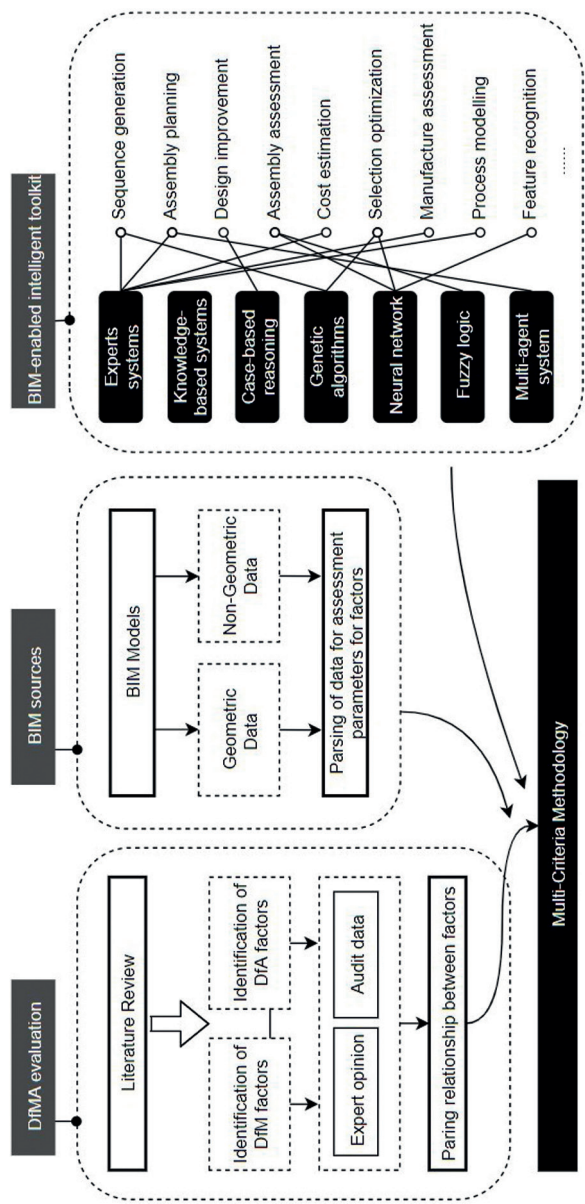 DfMA evaluation
Literature Review
Identification of
DfM factors
Identification of
DfA factors
Expert opinion
Audit data
Paring relationship between factors
BIM sources
BIM Models
Geometric
Data
Non-Geometric
Data
Parsing of data for assessment
parameters for factors
BIM-enabled intelligent toolkit
Experts
systems
Knowledge-
based systems
Case-based
reasoning
Genetic
algorithms
Neural network
Fuzzy logic
Multi-agent
system
Sequence generation
Assembly planning
Design improvement
Assembly assessment
Cost estimation
Selection optimization
Manufacture assessment
Process modelling
Feature recognition
......
Multi-Criteria Methodology